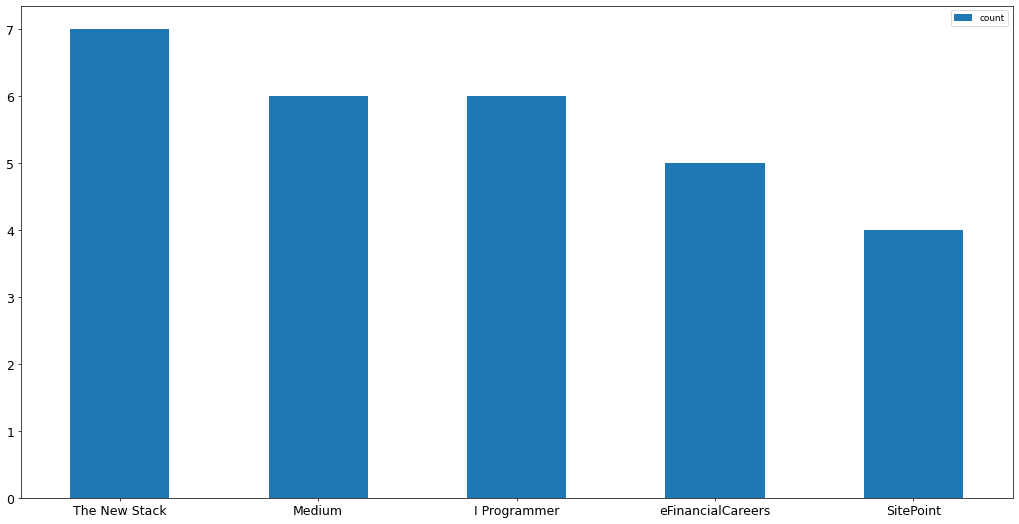 count
7
6
5
4
3
2
1
0
The New Stack
Medium
I Programmer
eFinancialCareers
SitePoint